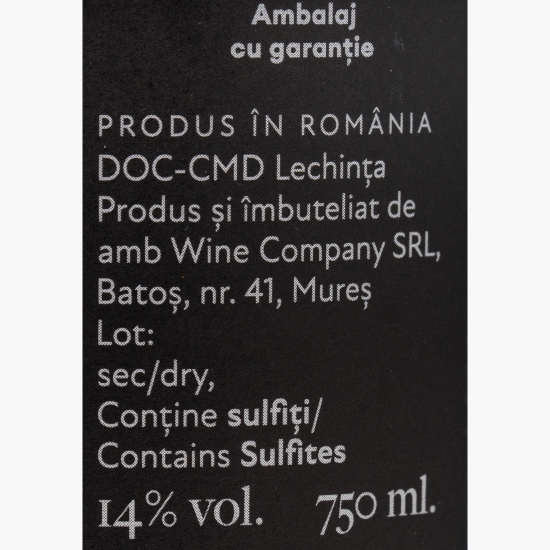 Ambalaj
cu garanție
PRODUS ÎN ROMÂNIA
DOC-CMD Lechința
Produs și îmbuteliat de
amb Wine Company SRL,
Batoș, nr. 41, Mureș
Lot:
sec/dry,
Conține sulfiți/
Contains Sulfites
14% vol. 750 ml.